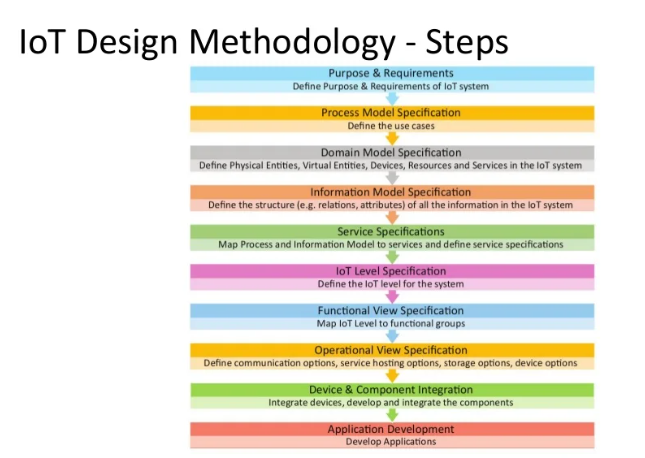 IoT Design Methodology - Steps
Purpose & Requirements
Define Purpose & Requirements of IoT system
Process Model Specification
Define the use cases
Domain Model Specification
Define Physical Entities, Virtual Entities, Devices, Resources and Services in the IoT system
Information Model Specification
Define the structure (e.g. relations, attributes) of all the information in the IoT system
Service Specifications
Map Process and Information Model to services and define service specifications
IoT Level Specification
Define the IoT level for the system
Functional View Specification
Map IoT Level to functional groups
Operational View Specification
Define communication options, service hosting options, storage options, device options
Device & Component Integration
Integrate devices, develop and integrate the components
Application Development
Develop Applications